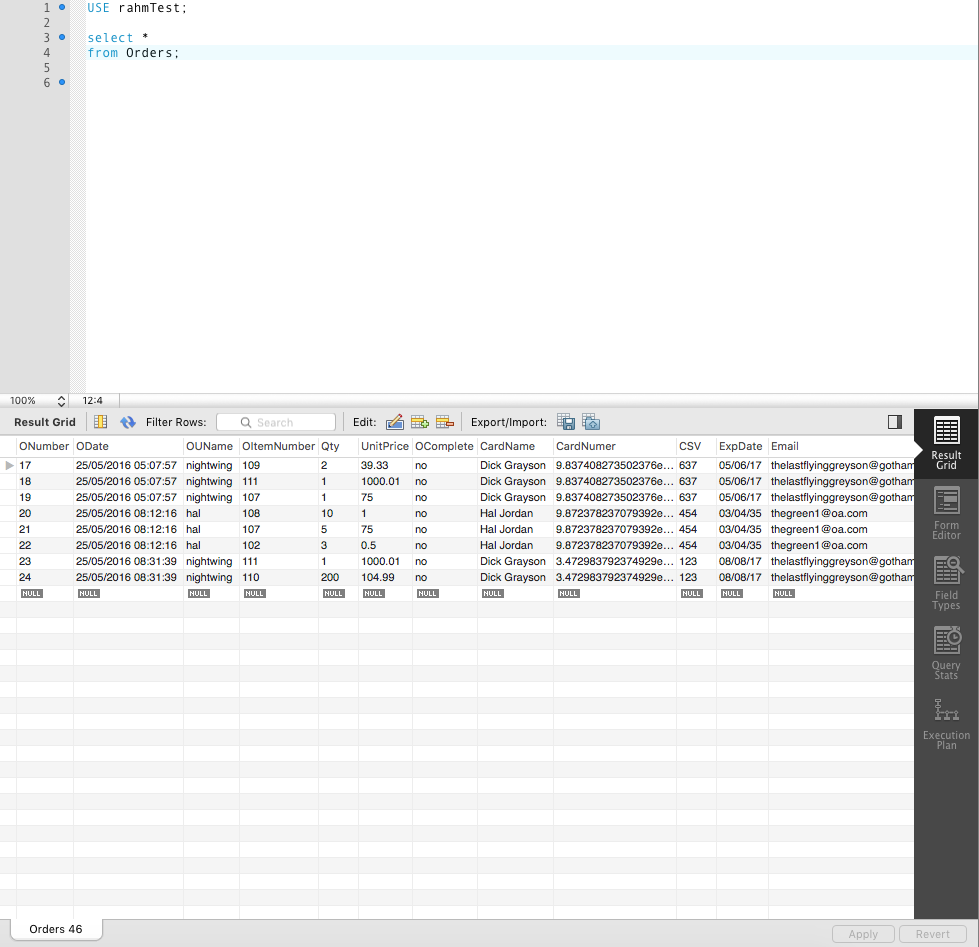 1 USE rahmTest;
2
3 select *
4 from Orders;
5
6
100% 12:4
Result Grid Filter Rows: Search Edit: Export/Import:
ONumber ODate OUName OItemNumber Qty UnitPrice OComplete CardName CardNumer CSV ExpDate Email
17 25/05/2016 05:07:57 nightwing 109 2 39.33 no Dick Grayson 9.837408273502376e... 637 05/06/17 thelastflyinggreyson@gotham
18 25/05/2016 05:07:57 nightwing 111 1 1000.01 no Dick Grayson 9.837408273502376e... 637 05/06/17 thelastflyinggreyson@gotham
19 25/05/2016 05:07:57 nightwing 107 1 75 no Dick Grayson 9.837408273502376e... 637 05/06/17 thelastflyinggreyson@gotham
20 25/05/2016 08:12:16 hal 108 10 1 no Hal Jordan 9.872378237079392e... 454 03/04/35 thegreen1@oa.com
21 25/05/2016 08:12:16 hal 107 5 75 no Hal Jordan 9.872378237079392e... 454 03/04/35 thegreen1@oa.com
22 25/05/2016 08:12:16 hal 102 3 0.5 no Hal Jordan 9.872378237079392e... 454 03/04/35 thegreen1@oa.com
23 25/05/2016 08:31:39 nightwing 111 1 1000.01 no Dick Grayson 3.472983792374929e... 123 08/08/17 thelastflyinggreyson@gotham
24 25/05/2016 08:31:39 nightwing 110 200 104.99 no Dick Grayson 3.472983792374929e... 123 08/08/17 thelastflyinggreyson@gotham
NULL NULL NULL NULL NULL NULL NULL NULL NULL NULL NULL NULL
Result
Grid
Form
Editor
Field
Types
Query
Stats
Execution
Plan
Orders 46 Apply Revert